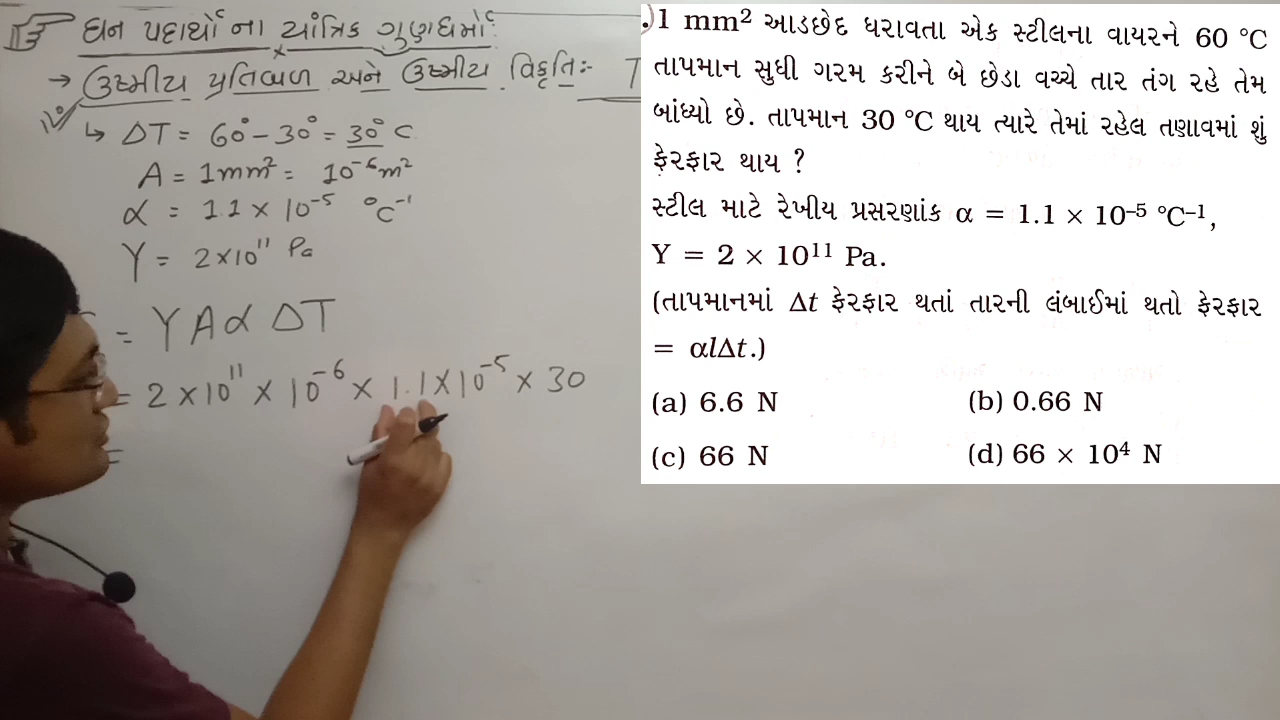 ઘન પદાર્થોના યાંત્રિક ગુણધર્મો
→ ઉષ્મીય પ્રતિબળ અને ઉષ્મીય વિકૃતિ:-
↳ ΔT = 60° - 30° = 30°C
A = 1mm² = 10⁻⁶m²
α = 1.1 × 10⁻⁵ °C⁻¹
Y = 2×10¹¹ Pa
= YAα ΔT
= 2 × 10¹¹ × 10⁻⁶ × 1.1×10⁻⁵ × 30
=
.)1 mm² આડછેદ ધરાવતા એક સ્ટીલના વાયરને 60 °C
તાપમાન સુધી ગરમ કરીને બે છેડા વચ્ચે તાર તંગ રહે તેમ
બાંધ્યો છે. તાપમાન 30 °C થાય ત્યારે તેમાં રહેલ તણાવમાં શું
ફેરફાર થાય ?
સ્ટીલ માટે રેખીય પ્રસરણાંક α = 1.1 × 10⁻⁵ °C⁻¹,
Y = 2 × 10¹¹ Pa.
(તાપમાનમાં Δt ફેરફાર થતાં તારની લંબાઈમાં થતો ફેરફાર
= αlΔt.)
(a) 6.6 N (b) 0.66 N
(c) 66 N (d) 66 × 10⁴ N